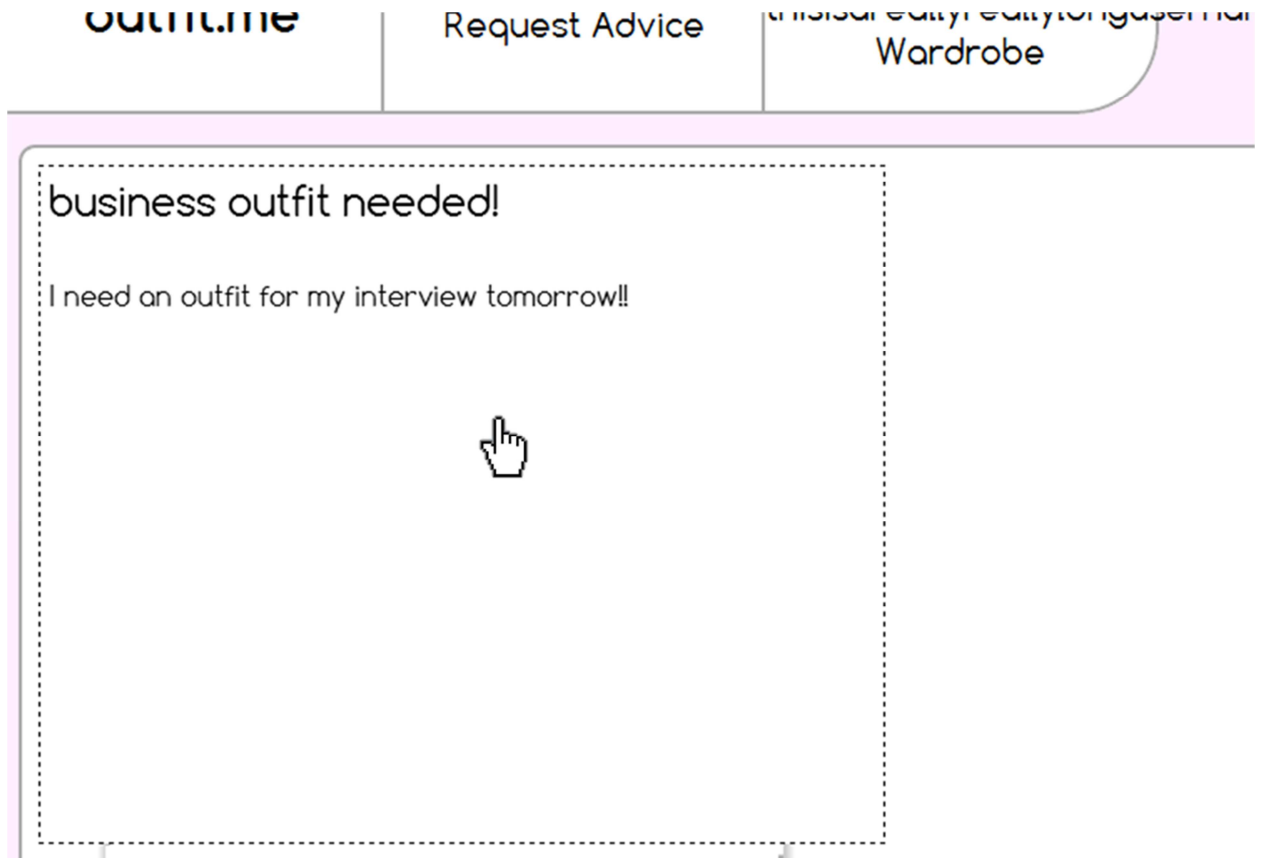 outfit.me
Request Advice
Wardrobe
business outfit needed!
I need an outfit for my interview tomorrow!!